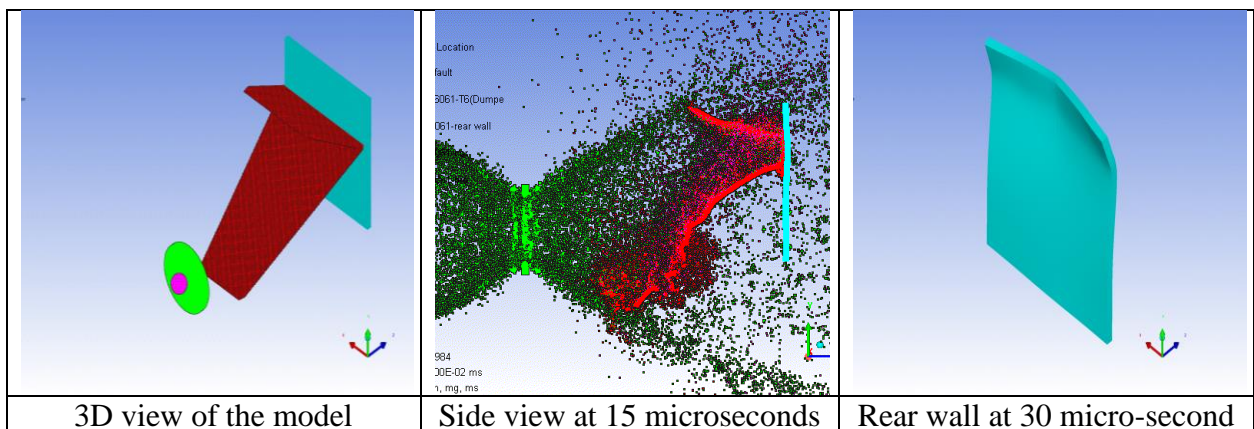 Location
fault
6061-T6(Dumpe
061-rear wall
984
00E-02 ms
n, mg, ms
3D view of the model
Side view at 15 microseconds
Rear wall at 30 micro-second